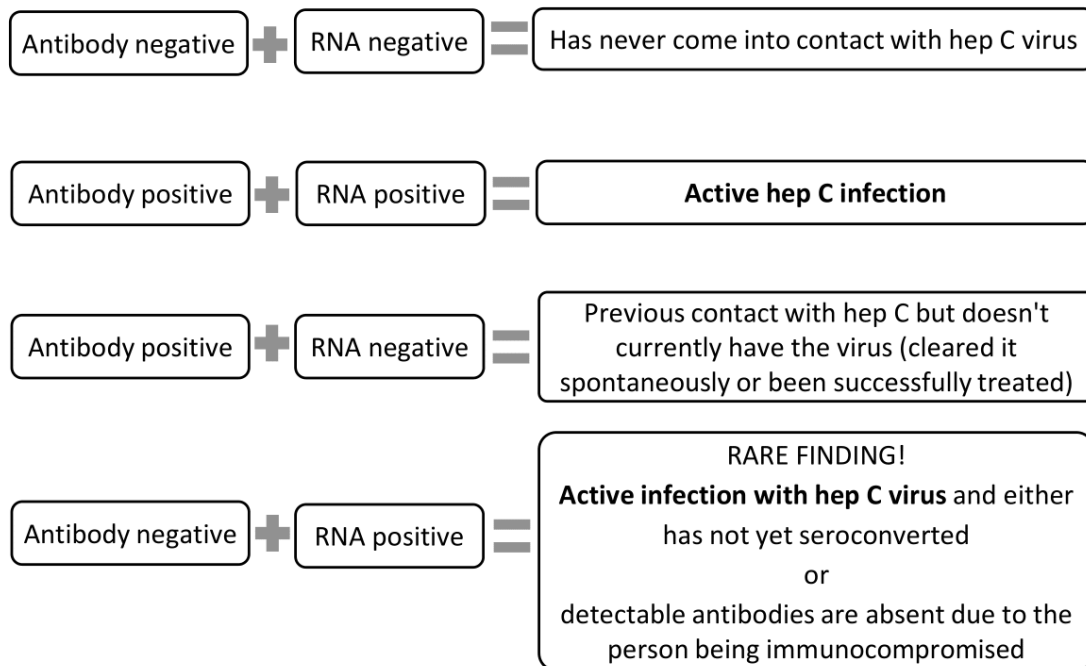 Antibody negative + RNA negative = Has never come into contact with hep C virus
Antibody positive + RNA positive = Active hep C infection
Antibody positive + RNA negative = Previous contact with hep C but doesn't
currently have the virus (cleared it
spontaneously or been successfully treated)
Antibody negative + RNA positive = RARE FINDING!
Active infection with hep C virus and either
has not yet seroconverted
or
detectable antibodies are absent due to the
person being immunocompromised